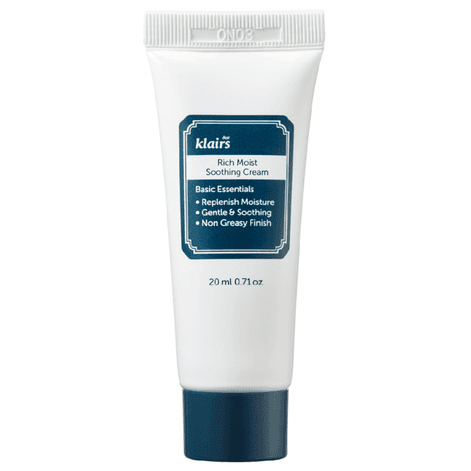 dear
klairs
Rich Moist
Soothing Cream
Basic Essentials
• Replenish Moisture
• Gentle & Soothing
• Non Greasy Finish
20 ml 0.71 oz.